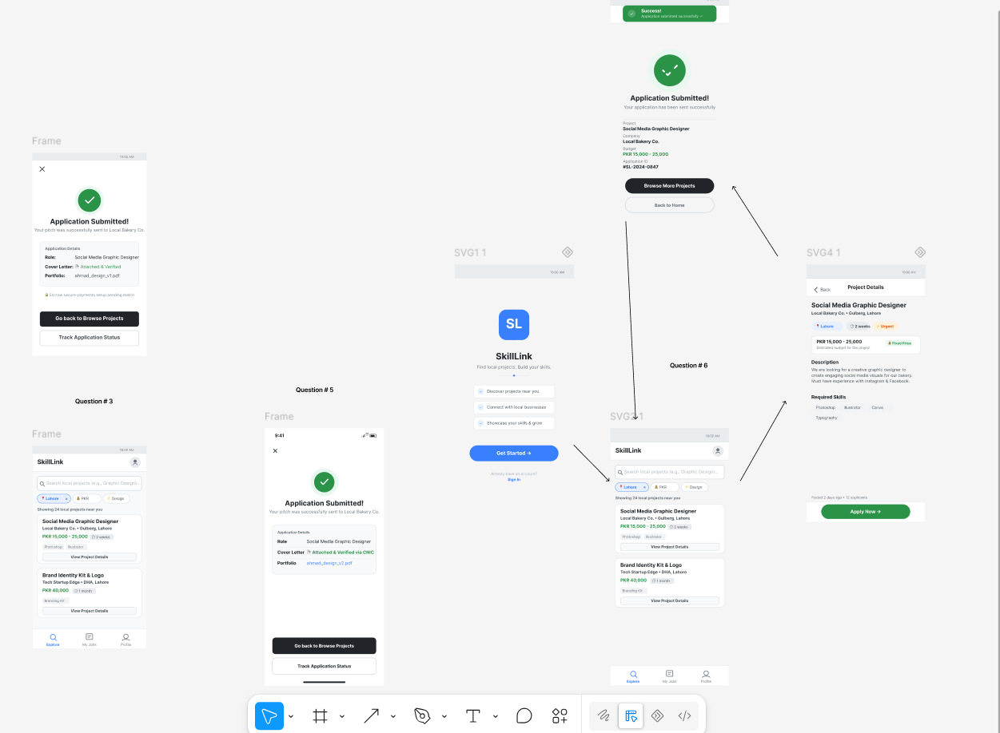 Success!
Application submitted successfully ✓
Application Submitted!
Your application has been sent successfully
Project
Social Media Graphic Designer
Company
Local Bakery Co.
Budget
PKR 15,000 - 25,000
Application ID
#SL-2024-0847
Browse More Projects
Back to Home
Frame
10:00 AM
Application Submitted!
Your pitch was successfully sent to Local Bakery Co.
Application Details
Role: Social Media Graphic Designer
Cover Letter: Attached & Verified
Portfolio: ahmad_design_v1.pdf
Escrow secure-payments setup pending match
Go back to Browse Projects
Track Application Status
Question # 3
Frame
10:00 AM
SkillLink
Search local projects (e.g., Graphic Design)...
Lahore ×
PKR
Design
Showing 24 local projects near you
Social Media Graphic Designer
Local Bakery Co. • Gulberg, Lahore
PKR 15,000 - 25,000 2 weeks
Photoshop Illustrator
View Project Details
Brand Identity Kit & Logo
Tech Startup Edge • DHA, Lahore
PKR 40,000 1 month
Branding Kit
View Project Details
Explore My Jobs Profile
Question # 5
Frame
9:41
Application Submitted!
Your pitch was successfully sent to Local Bakery Co.
Application Details
Role Social Media Graphic Designer
Cover Letter Attached & Verified via CNIC
Portfolio ahmad_design_v2.pdf
Go back to Browse Projects
Track Application Status
SVG1 1
10:00 AM
SL
SkillLink
Find local projects. Build your skills.
Discover projects near you
Connect with local businesses
Showcase your skills & grow
Get Started →
Already have an account?
Sign In
Question # 6
SVG2 1
10:00 AM
SkillLink
Search local projects (e.g., Graphic Design)...
Lahore ×
PKR
Design
Showing 24 local projects near you
Social Media Graphic Designer
Local Bakery Co. • Gulberg, Lahore
PKR 15,000 - 25,000 2 weeks
Photoshop Illustrator
View Project Details
Brand Identity Kit & Logo
Tech Startup Edge • DHA, Lahore
PKR 40,000 1 month
Branding Kit
View Project Details
Explore My Jobs Profile
SVG4 1
10:00 AM
Back Project Details
Social Media Graphic Designer
Local Bakery Co. • Gulberg, Lahore
Lahore 2 weeks Urgent
PKR 15,000 - 25,000 Fixed Price
Estimated budget for the project
Description
We are looking for a creative graphic designer to
create engaging social media visuals for our bakery.
Must have experience with Instagram & Facebook.
Required Skills
Photoshop Illustrator Canva
Typography
Posted 2 days ago • 12 applicants
Apply Now →